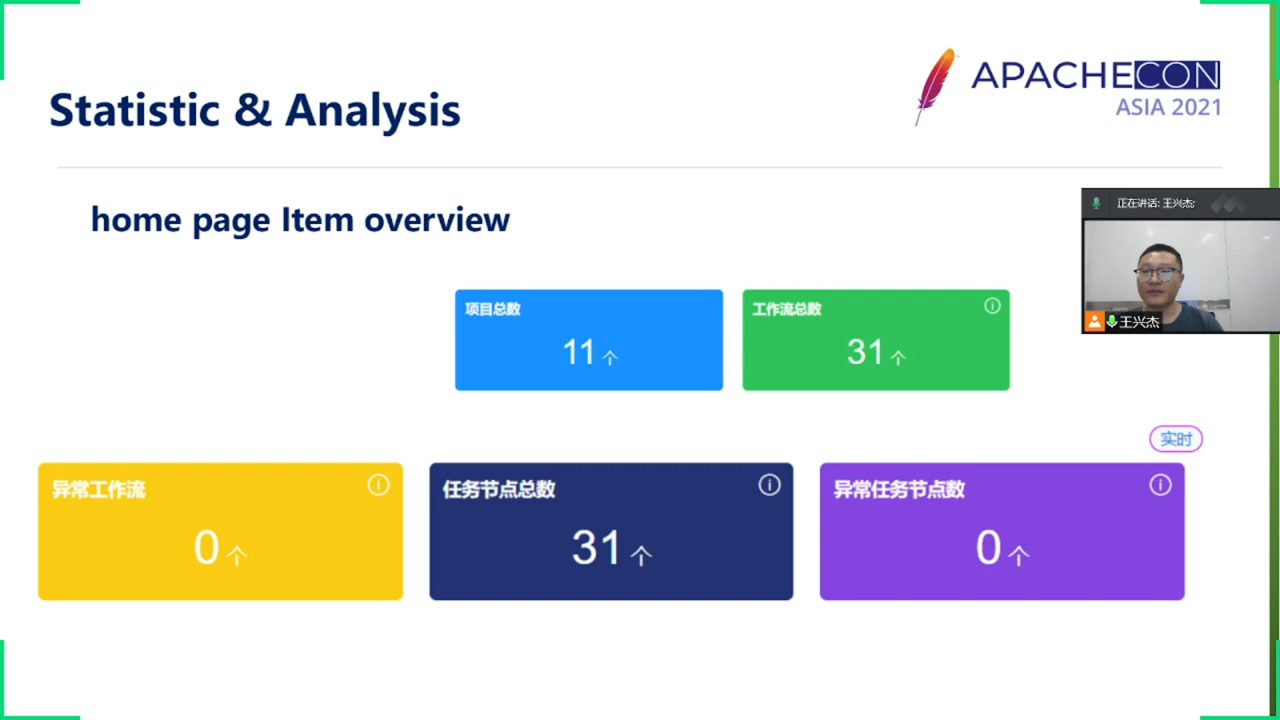 APACHECON
ASIA 2021
Statistic & Analysis
正在讲话: 王兴杰:
home page Item overview
项目总数
11 个
工作流总数
31 个
王兴杰
实时
异常工作流
0 个
任务节点总数
31 个
异常任务节点数
0 个